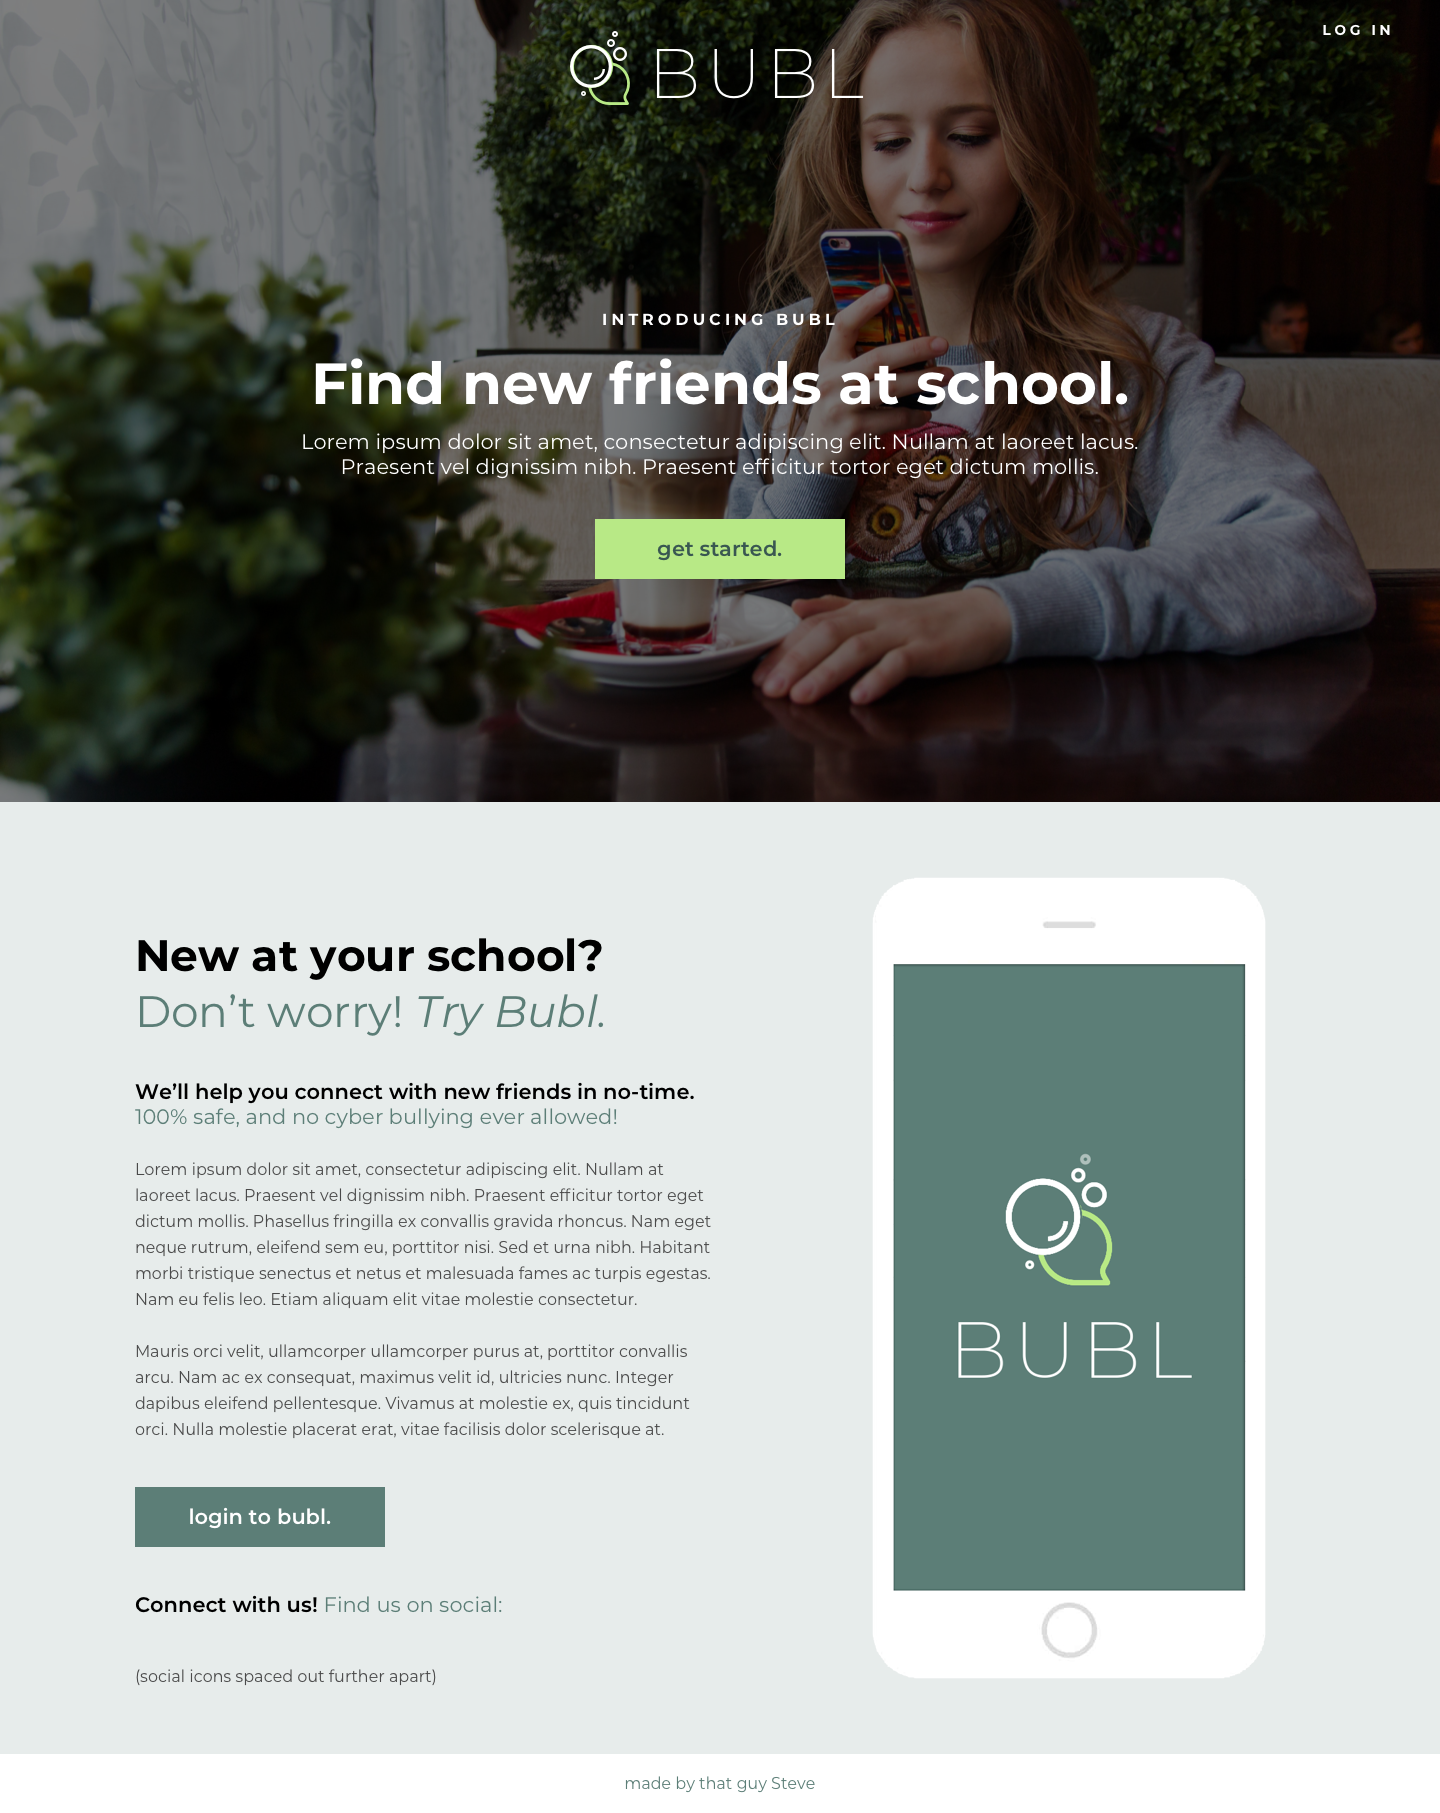 LOG IN
BUBL
INTRODUCING BUBL
Find new friends at school.
Lorem ipsum dolor sit amet, consectetur adipiscing elit. Nullam at laoreet lacus.
Praesent vel dignissim nibh. Praesent efficitur tortor eget dictum mollis.
get started.
New at your school?
Don’t worry! Try Bubl.
We’ll help you connect with new friends in no-time.
100% safe, and no cyber bullying ever allowed!
Lorem ipsum dolor sit amet, consectetur adipiscing elit. Nullam at
laoreet lacus. Praesent vel dignissim nibh. Praesent efficitur tortor eget
dictum mollis. Phasellus fringilla ex convallis gravida rhoncus. Nam eget
neque rutrum, eleifend sem eu, porttitor nisi. Sed et urna nibh. Habitant
morbi tristique senectus et netus et malesuada fames ac turpis egestas.
Nam eu felis leo. Etiam aliquam elit vitae molestie consectetur.
Mauris orci velit, ullamcorper ullamcorper purus at, porttitor convallis
arcu. Nam ac ex consequat, maximus velit id, ultricies nunc. Integer
dapibus eleifend pellentesque. Vivamus at molestie ex, quis tincidunt
orci. Nulla molestie placerat erat, vitae facilisis dolor scelerisque at.
login to bubl.
Connect with us! Find us on social:
(social icons spaced out further apart)
BUBL
made by that guy Steve